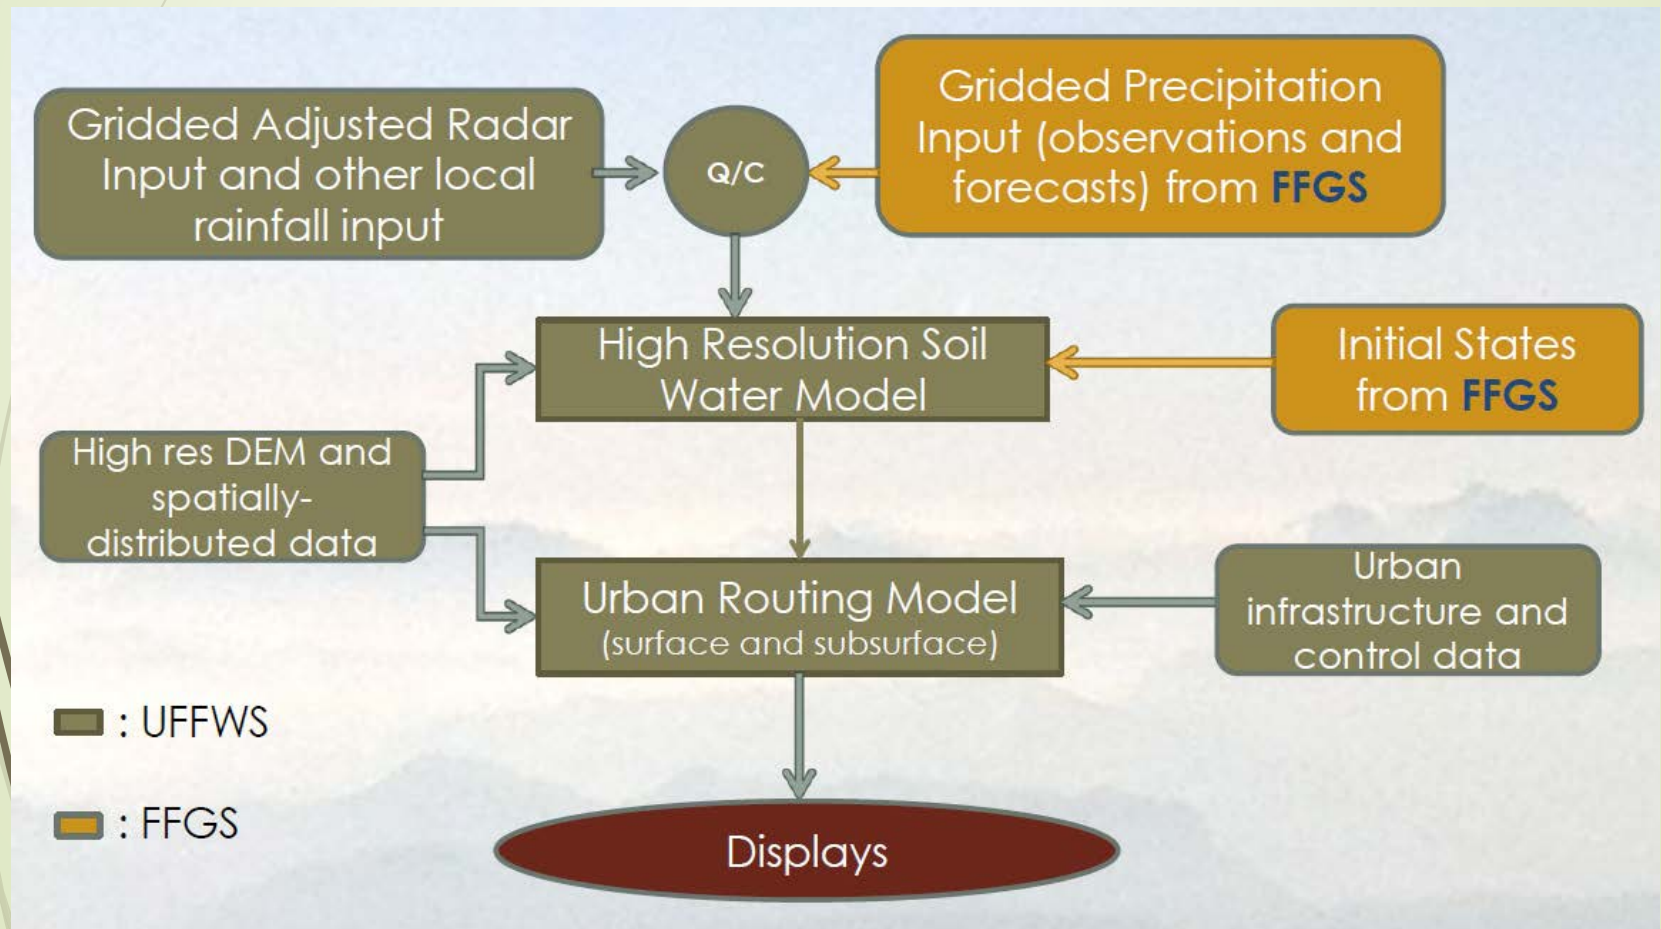 Gridded Adjusted Radar
Input and other local
rainfall input
Q/C
Gridded Precipitation
Input (observations and
forecasts) from FFGS
High Resolution Soil
Water Model
Initial States
from FFGS
High res DEM and
spatially-
distributed data
Urban Routing Model
(surface and subsurface)
Urban
infrastructure and
control data
: UFFWS
: FFGS
Displays